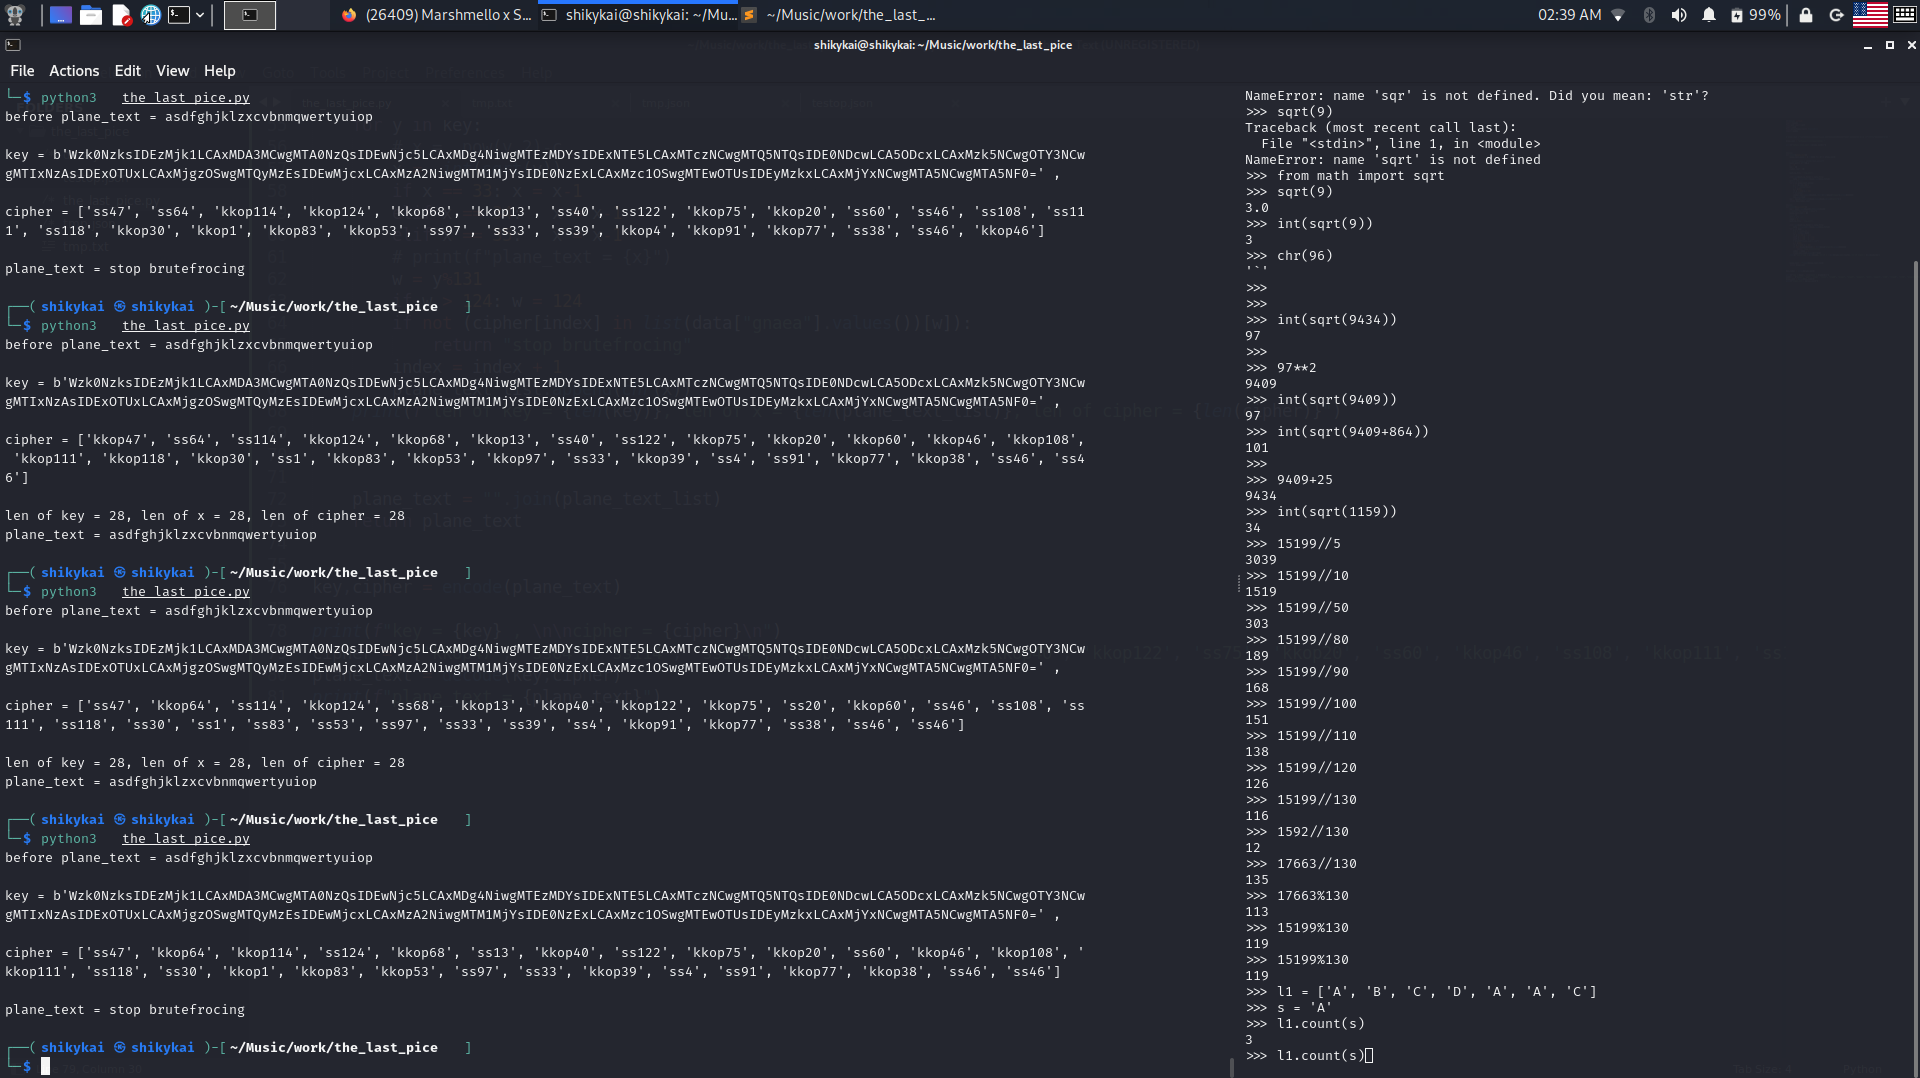 (26409) Marshmello x S...
shikykai@shikykai: ~/Mu...
~/Music/work/the_last_...
02:39 AM
99%
shikykai@shikykai: ~/Music/work/the_last_pice
File Actions Edit View Help
└─$ python3 the_last_pice.py
before plane_text = asdfghjklzxcvbnmqwertyuiop
key = b'Wzk0NzksIDEzMjk1LCAxMDA3MCwgMTA0NzQsIDEwNjc5LCAxMDg4NiwgMTEzMDYsIDExNTE5LCAxMTczNCwgMTQ5NTQsIDE0NDcwLCA5ODcxLCAxMzk5NCwgOTY3NCw
gMTIxNzAsIDExOTUxLCAxMjgzOSwgMTQyMzEsIDEwMjcxLCAxMzA2NiwgMTM1MjYsIDE0NzExLCAxMzc1OSwgMTEwOTUsIDEyMzkxLCAxMjYxNCwgMTA5NCwgMTA5NF0=' ,
cipher = ['ss47', 'ss64', 'kkop114', 'kkop124', 'kkop68', 'kkop13', 'ss40', 'ss122', 'kkop75', 'kkop20', 'ss60', 'ss46', 'ss108', 'ss11
1', 'ss118', 'kkop30', 'kkop1', 'kkop83', 'kkop53', 'ss97', 'ss33', 'ss39', 'kkop4', 'kkop91', 'kkop77', 'ss38', 'ss46', 'kkop46']
plane_text = stop brutefrocing
┌──(shikykai㉿shikykai)-[~/Music/work/the_last_pice]
└─$ python3 the_last_pice.py
before plane_text = asdfghjklzxcvbnmqwertyuiop
key = b'Wzk0NzksIDEzMjk1LCAxMDA3MCwgMTA0NzQsIDEwNjc5LCAxMDg4NiwgMTEzMDYsIDExNTE5LCAxMTczNCwgMTQ5NTQsIDE0NDcwLCA5ODcxLCAxMzk5NCwgOTY3NCw
gMTIxNzAsIDExOTUxLCAxMjgzOSwgMTQyMzEsIDEwMjcxLCAxMzA2NiwgMTM1MjYsIDE0NzExLCAxMzc1OSwgMTEwOTUsIDEyMzkxLCAxMjYxNCwgMTA5NCwgMTA5NF0=' ,
cipher = ['kkop47', 'ss64', 'ss114', 'kkop124', 'kkop68', 'kkop13', 'ss40', 'ss122', 'kkop75', 'kkop20', 'kkop60', 'kkop46', 'kkop108',
'kkop111', 'kkop118', 'kkop30', 'ss1', 'kkop83', 'kkop53', 'kkop97', 'ss33', 'kkop39', 'ss4', 'ss91', 'kkop77', 'kkop38', 'ss46', 'ss4
6']
len of key = 28, len of x = 28, len of cipher = 28
plane_text = asdfghjklzxcvbnmqwertyuiop
┌──(shikykai㉿shikykai)-[~/Music/work/the_last_pice]
└─$ python3 the_last_pice.py
before plane_text = asdfghjklzxcvbnmqwertyuiop
key = b'Wzk0NzksIDEzMjk1LCAxMDA3MCwgMTA0NzQsIDEwNjc5LCAxMDg4NiwgMTEzMDYsIDExNTE5LCAxMTczNCwgMTQ5NTQsIDE0NDcwLCA5ODcxLCAxMzk5NCwgOTY3NCw
gMTIxNzAsIDExOTUxLCAxMjgzOSwgMTQyMzEsIDEwMjcxLCAxMzA2NiwgMTM1MjYsIDE0NzExLCAxMzc1OSwgMTEwOTUsIDEyMzkxLCAxMjYxNCwgMTA5NCwgMTA5NF0=' ,
cipher = ['ss47', 'kkop64', 'ss114', 'kkop124', 'ss68', 'kkop13', 'kkop40', 'kkop122', 'kkop75', 'ss20', 'kkop60', 'ss46', 'ss108', 'ss
111', 'ss118', 'ss30', 'ss1', 'ss83', 'ss53', 'ss97', 'ss33', 'ss39', 'ss4', 'kkop91', 'kkop77', 'ss38', 'ss46', 'ss46']
len of key = 28, len of x = 28, len of cipher = 28
plane_text = asdfghjklzxcvbnmqwertyuiop
┌──(shikykai㉿shikykai)-[~/Music/work/the_last_pice]
└─$ python3 the_last_pice.py
before plane_text = asdfghjklzxcvbnmqwertyuiop
key = b'Wzk0NzksIDEzMjk1LCAxMDA3MCwgMTA0NzQsIDEwNjc5LCAxMDg4NiwgMTEzMDYsIDExNTE5LCAxMTczNCwgMTQ5NTQsIDE0NDcwLCA5ODcxLCAxMzk5NCwgOTY3NCw
gMTIxNzAsIDExOTUxLCAxMjgzOSwgMTQyMzEsIDEwMjcxLCAxMzA2NiwgMTM1MjYsIDE0NzExLCAxMzc1OSwgMTEwOTUsIDEyMzkxLCAxMjYxNCwgMTA5NCwgMTA5NF0=' ,
cipher = ['ss47', 'kkop64', 'kkop114', 'ss124', 'kkop68', 'ss13', 'kkop40', 'ss122', 'kkop75', 'kkop20', 'ss60', 'kkop46', 'kkop108', '
kkop111', 'ss118', 'ss30', 'kkop1', 'kkop83', 'kkop53', 'ss97', 'ss33', 'kkop39', 'ss4', 'ss91', 'kkop77', 'kkop38', 'ss46', 'ss46']
plane_text = stop brutefrocing
┌──(shikykai㉿shikykai)-[~/Music/work/the_last_pice]
└─$
NameError: name 'sqr' is not defined. Did you mean: 'str'?
>>> sqrt(9)
Traceback (most recent call last):
File "<stdin>", line 1, in <module>
NameError: name 'sqrt' is not defined
>>> from math import sqrt
>>> sqrt(9)
3.0
>>> int(sqrt(9))
3
>>> chr(96)
'`'
>>>
>>>
>>> int(sqrt(9434))
97
>>>
>>> 97**2
9409
>>> int(sqrt(9409))
97
>>> int(sqrt(9409+864))
101
>>>
>>> 9409+25
9434
>>> int(sqrt(1159))
34
>>> 15199//5
3039
>>> 15199//10
1519
>>> 15199//50
303
>>> 15199//80
189
>>> 15199//90
168
>>> 15199//100
151
>>> 15199//110
138
>>> 15199//120
126
>>> 15199//130
116
>>> 1592//130
12
>>> 17663//130
135
>>> 17663%130
113
>>> 15199%130
119
>>> 15199%130
119
>>> l1 = ['A', 'B', 'C', 'D', 'A', 'A', 'C']
>>> s = 'A'
>>> l1.count(s)
3
>>> l1.count(s)